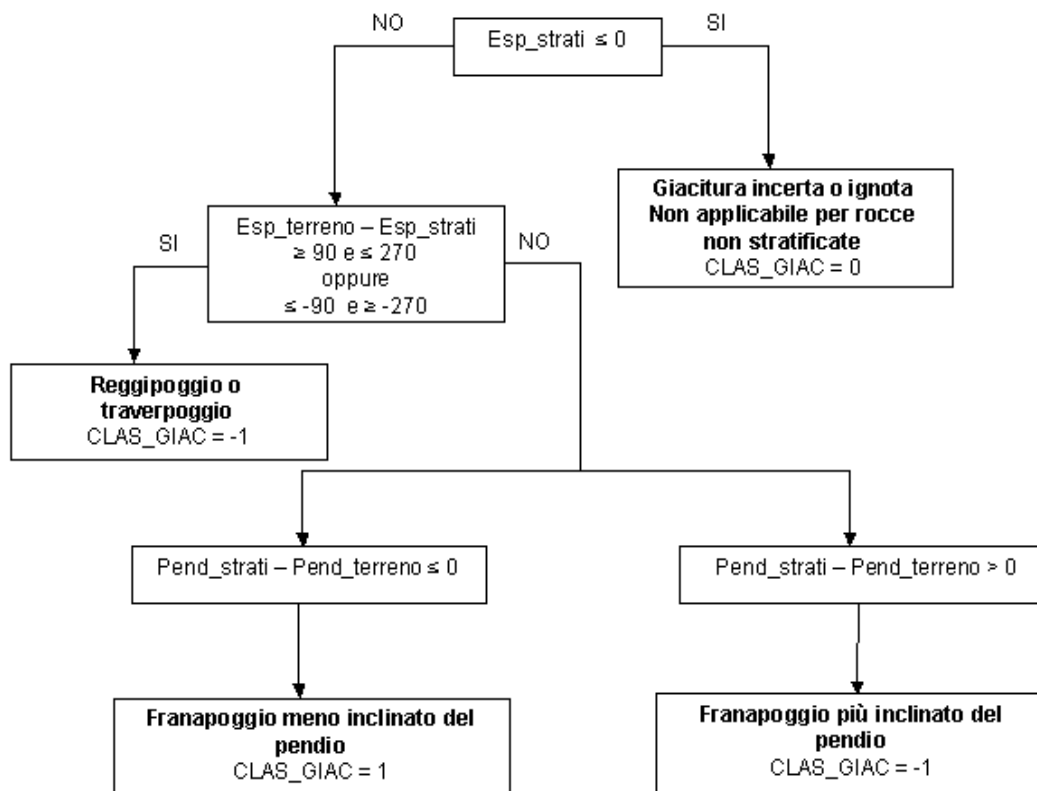 NO
Esp_strati ≤ 0
SI
Giacitura incerta o ignota
Non applicabile per rocce
non stratificate
CLAS_GIAC = 0
Esp_terreno – Esp_strati
≥ 90 e ≤ 270
oppure
≤ -90 e ≥ -270
SI
NO
Reggipoggio o
traverpoggio
CLAS_GIAC = -1
Pend_strati – Pend_terreno ≤ 0
Pend_strati – Pend_terreno > 0
Franapoggio meno inclinato del
pendio
CLAS_GIAC = 1
Franapoggio più inclinato del
pendio
CLAS_GIAC = -1